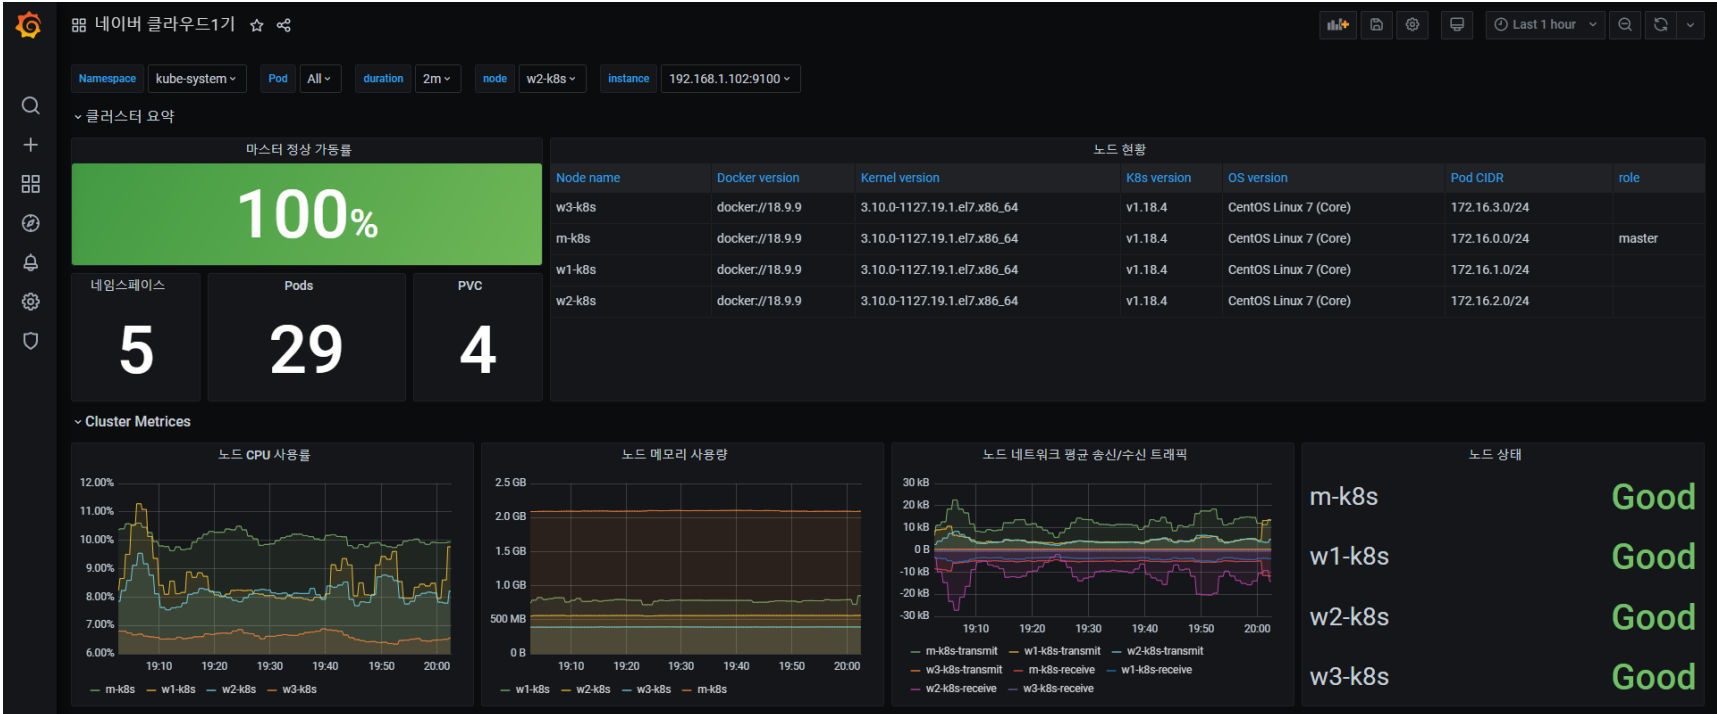 네이버 클라우드1기
Last 1 hour
Namespace kube-system Pod All duration 2m node w2-k8s instance 192.168.1.102:9100
클러스터 요약
마스터 정상 가동률
100%
네임스페이스
5
Pods
29
PVC
4
노드 현황
Node name Docker version Kernel version K8s version OS version Pod CIDR role
w3-k8s docker://18.9.9 3.10.0-1127.19.1.el7.x86_64 v1.18.4 CentOS Linux 7 (Core) 172.16.3.0/24
m-k8s docker://18.9.9 3.10.0-1127.19.1.el7.x86_64 v1.18.4 CentOS Linux 7 (Core) 172.16.0.0/24 master
w1-k8s docker://18.9.9 3.10.0-1127.19.1.el7.x86_64 v1.18.4 CentOS Linux 7 (Core) 172.16.1.0/24
w2-k8s docker://18.9.9 3.10.0-1127.19.1.el7.x86_64 v1.18.4 CentOS Linux 7 (Core) 172.16.2.0/24
Cluster Metrices
노드 CPU 사용률
12.00%
11.00%
10.00%
9.00%
8.00%
7.00%
6.00%
19:10 19:20 19:30 19:40 19:50 20:00
m-k8s w1-k8s w2-k8s w3-k8s
노드 메모리 사용량
2.5 GB
2.0 GB
1.5 GB
1.0 GB
500 MB
0 B
19:10 19:20 19:30 19:40 19:50 20:00
w1-k8s w2-k8s w3-k8s m-k8s
노드 네트워크 평균 송신/수신 트래픽
30 kB
20 kB
10 kB
0 B
-10 kB
-20 kB
-30 kB
19:10 19:20 19:30 19:40 19:50 20:00
m-k8s-transmit w1-k8s-transmit w2-k8s-transmit
w3-k8s-transmit m-k8s-receive w1-k8s-receive
w2-k8s-receive w3-k8s-receive
노드 상태
m-k8s Good
w1-k8s Good
w2-k8s Good
w3-k8s Good